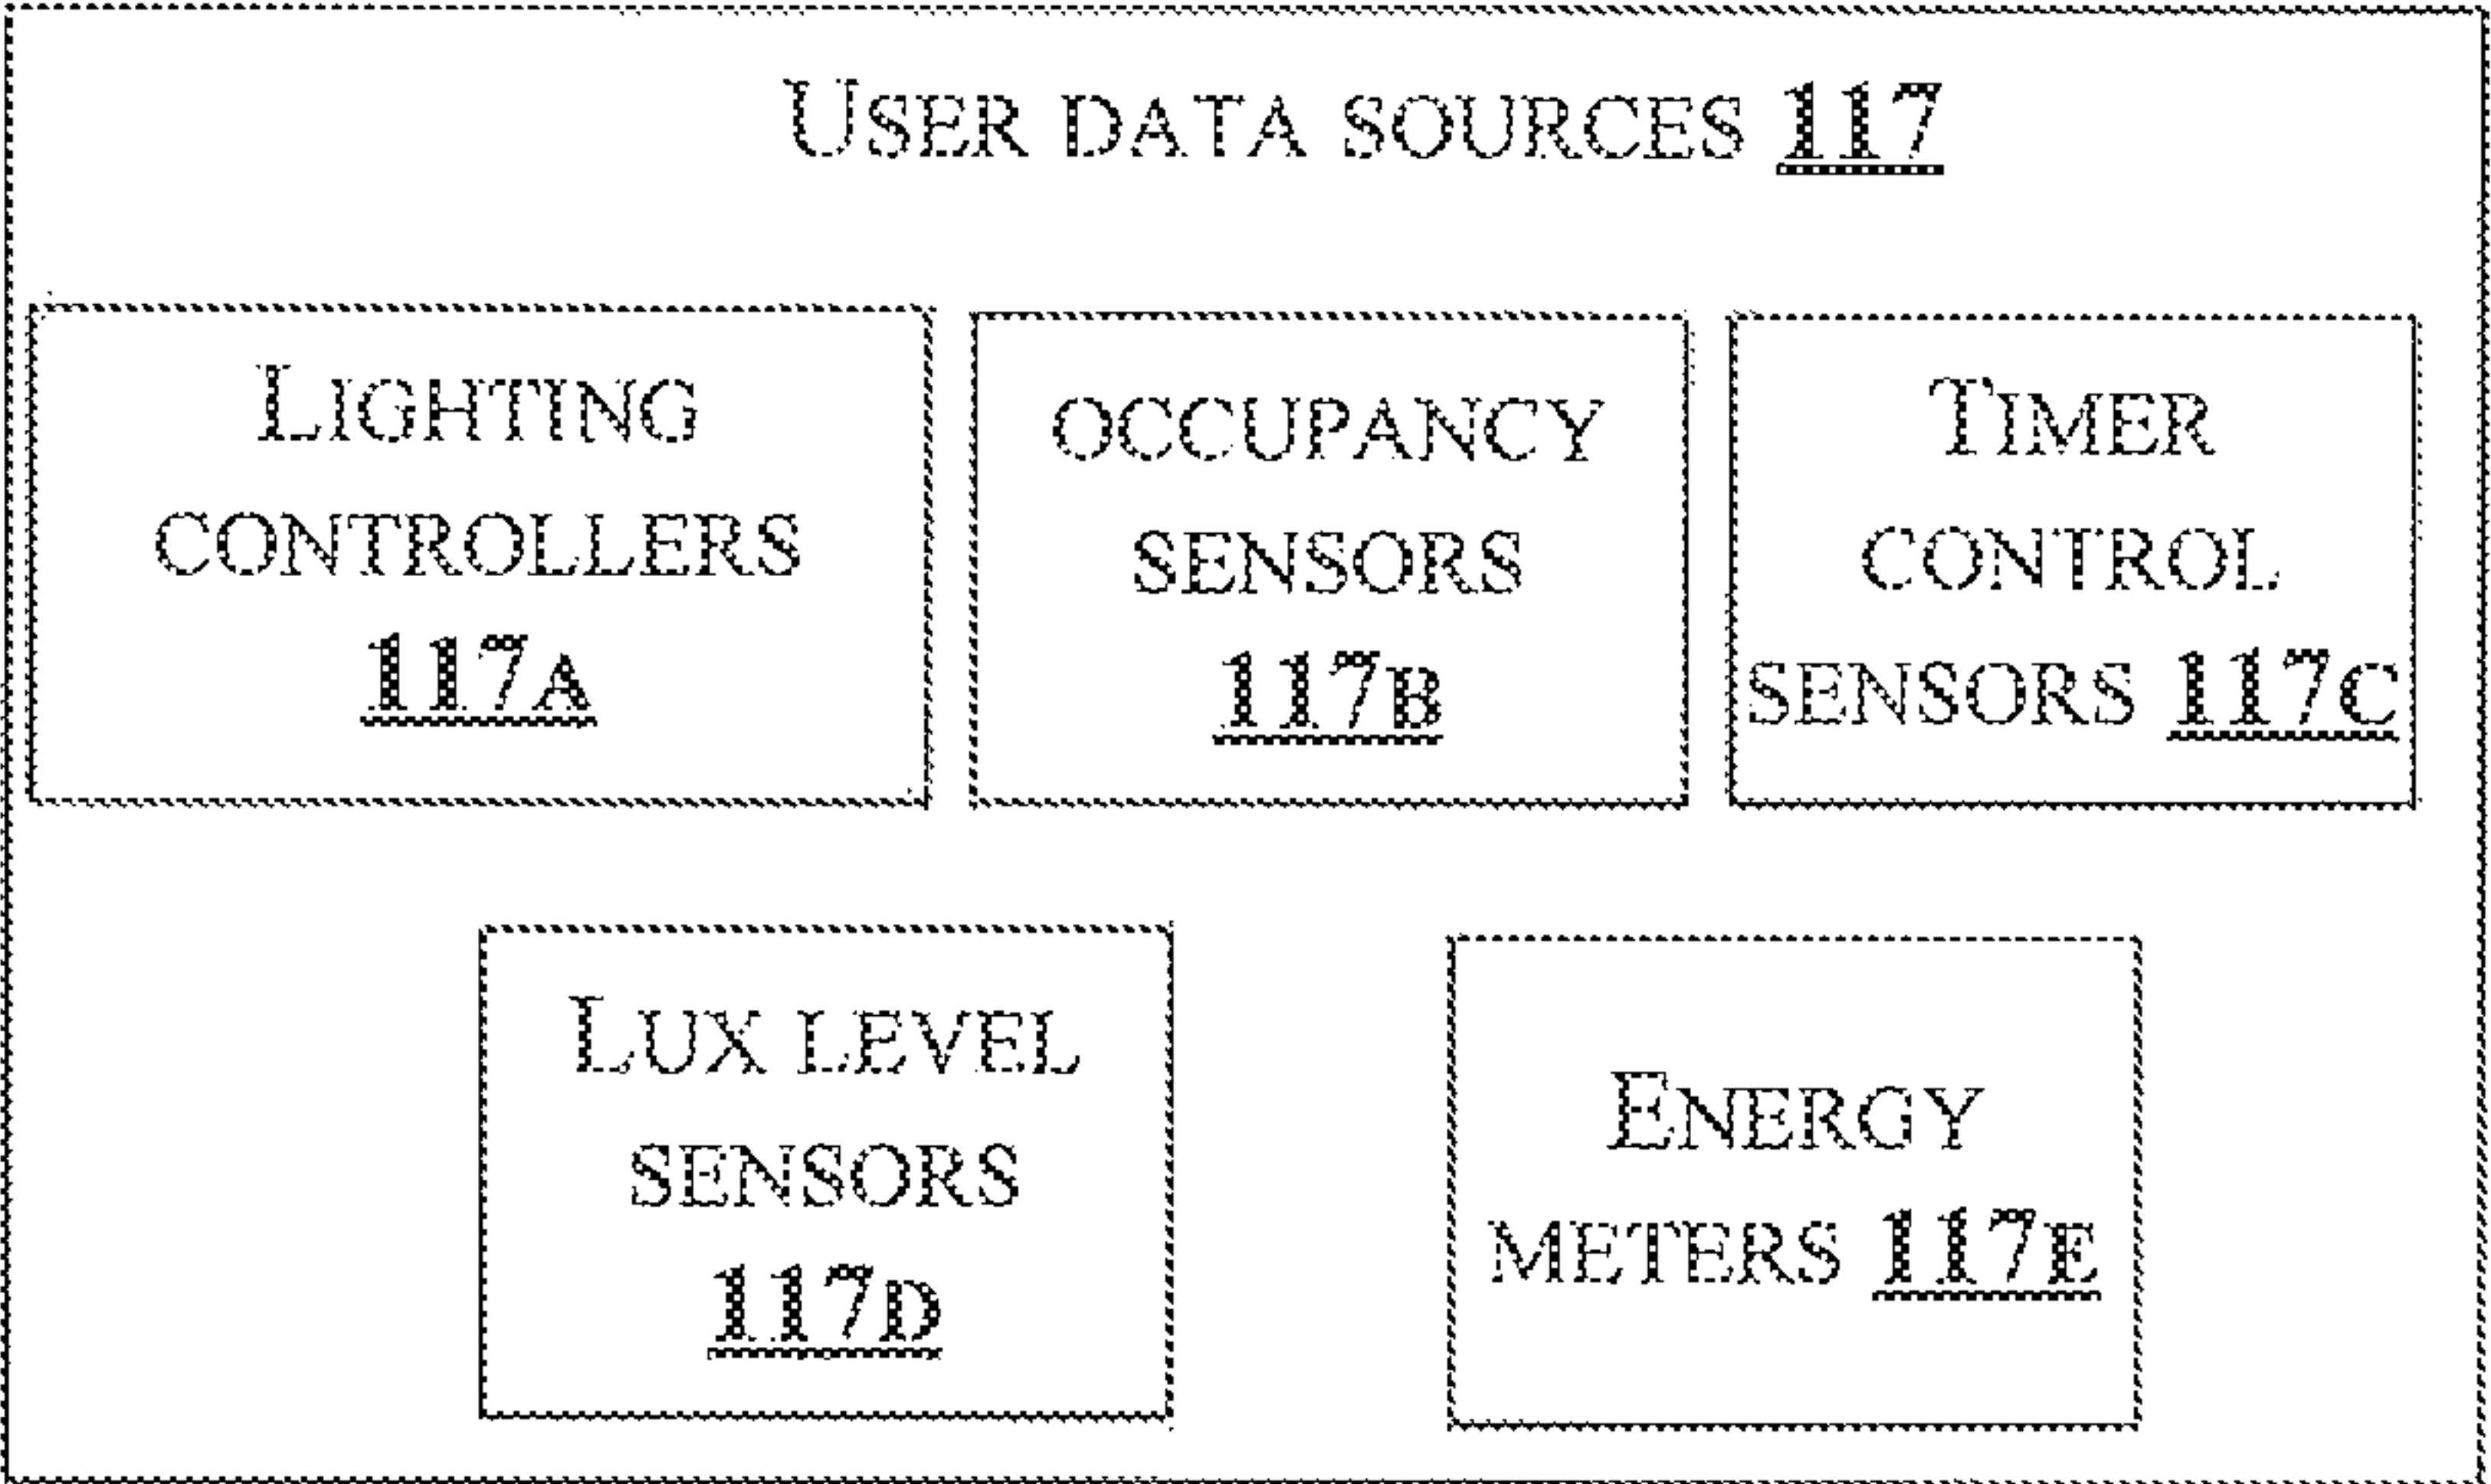 USER DATA SOURCES 117
LIGHTING
CONTROLLERS
117A
OCCUPANCY
SENSORS
117B
TIMER
CONTROL
SENSORS 117C
LUX LEVEL
SENSORS
117D
ENERGY
METERS 117E